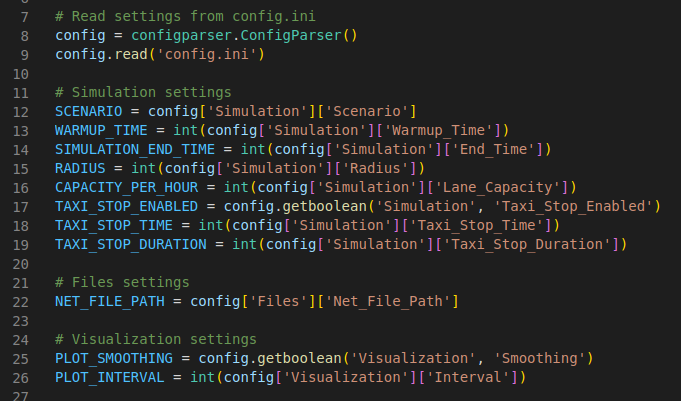 7 # Read settings from config.ini
8 config = configparser.ConfigParser()
9 config.read('config.ini')
10
11 # Simulation settings
12 SCENARIO = config['Simulation']['Scenario']
13 WARMUP_TIME = int(config['Simulation']['Warmup_Time'])
14 SIMULATION_END_TIME = int(config['Simulation']['End_Time'])
15 RADIUS = int(config['Simulation']['Radius'])
16 CAPACITY_PER_HOUR = int(config['Simulation']['Lane_Capacity'])
17 TAXI_STOP_ENABLED = config.getboolean('Simulation', 'Taxi_Stop_Enabled')
18 TAXI_STOP_TIME = int(config['Simulation']['Taxi_Stop_Time'])
19 TAXI_STOP_DURATION = int(config['Simulation']['Taxi_Stop_Duration'])
20
21 # Files settings
22 NET_FILE_PATH = config['Files']['Net_File_Path']
23
24 # Visualization settings
25 PLOT_SMOOTHING = config.getboolean('Visualization', 'Smoothing')
26 PLOT_INTERVAL = int(config['Visualization']['Interval'])
27